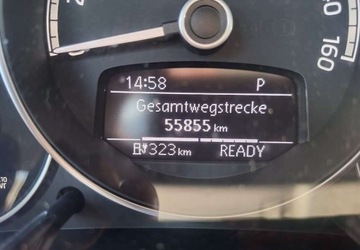 160
14:58 P
Gesamtwegstrecke
55855 km
323 km READY